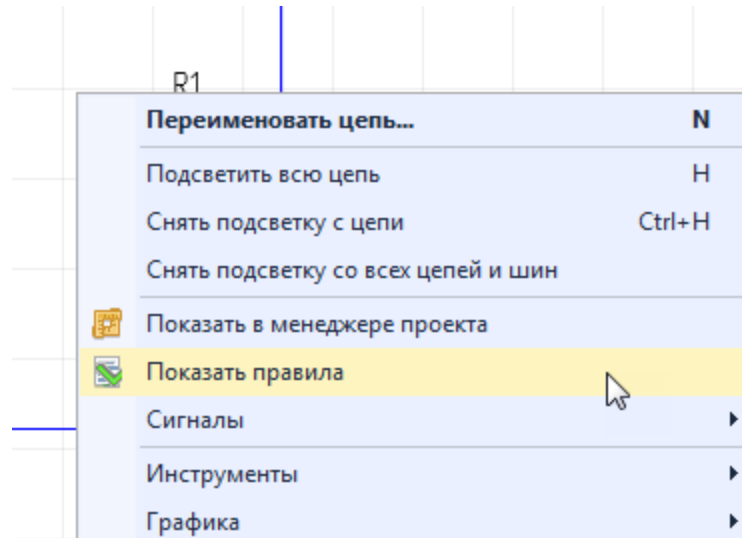 R1
Переименовать цепь... N
Подсветить всю цепь H
Снять подсветку с цепи Ctrl+H
Снять подсветку со всех цепей и шин
Показать в менеджере проекта
Показать правила
Сигналы
Инструменты
Графика